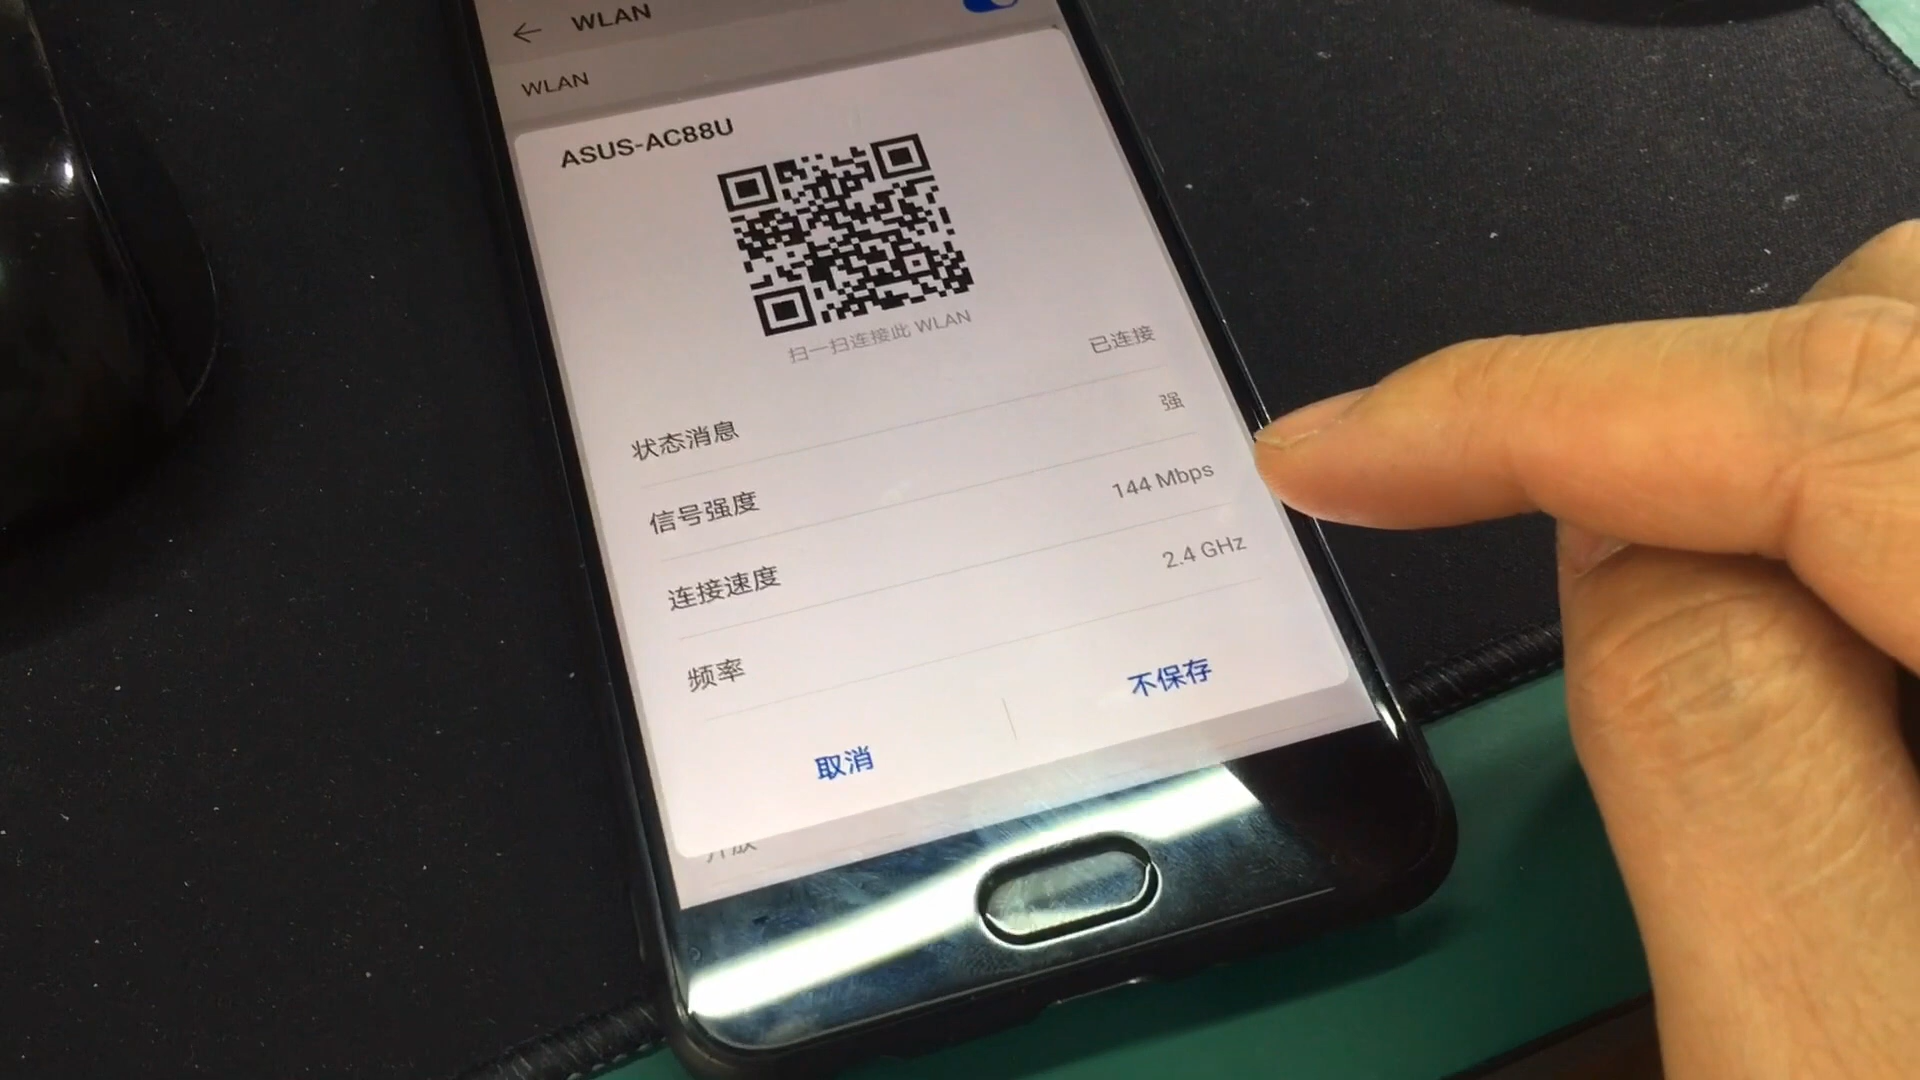 WLAN
WLAN
ASUS-AC88U
扫一扫连接此 WLAN
状态消息 已连接
信号强度 强
连接速度 144 Mbps
频率 2.4 GHz
取消 不保存
开放